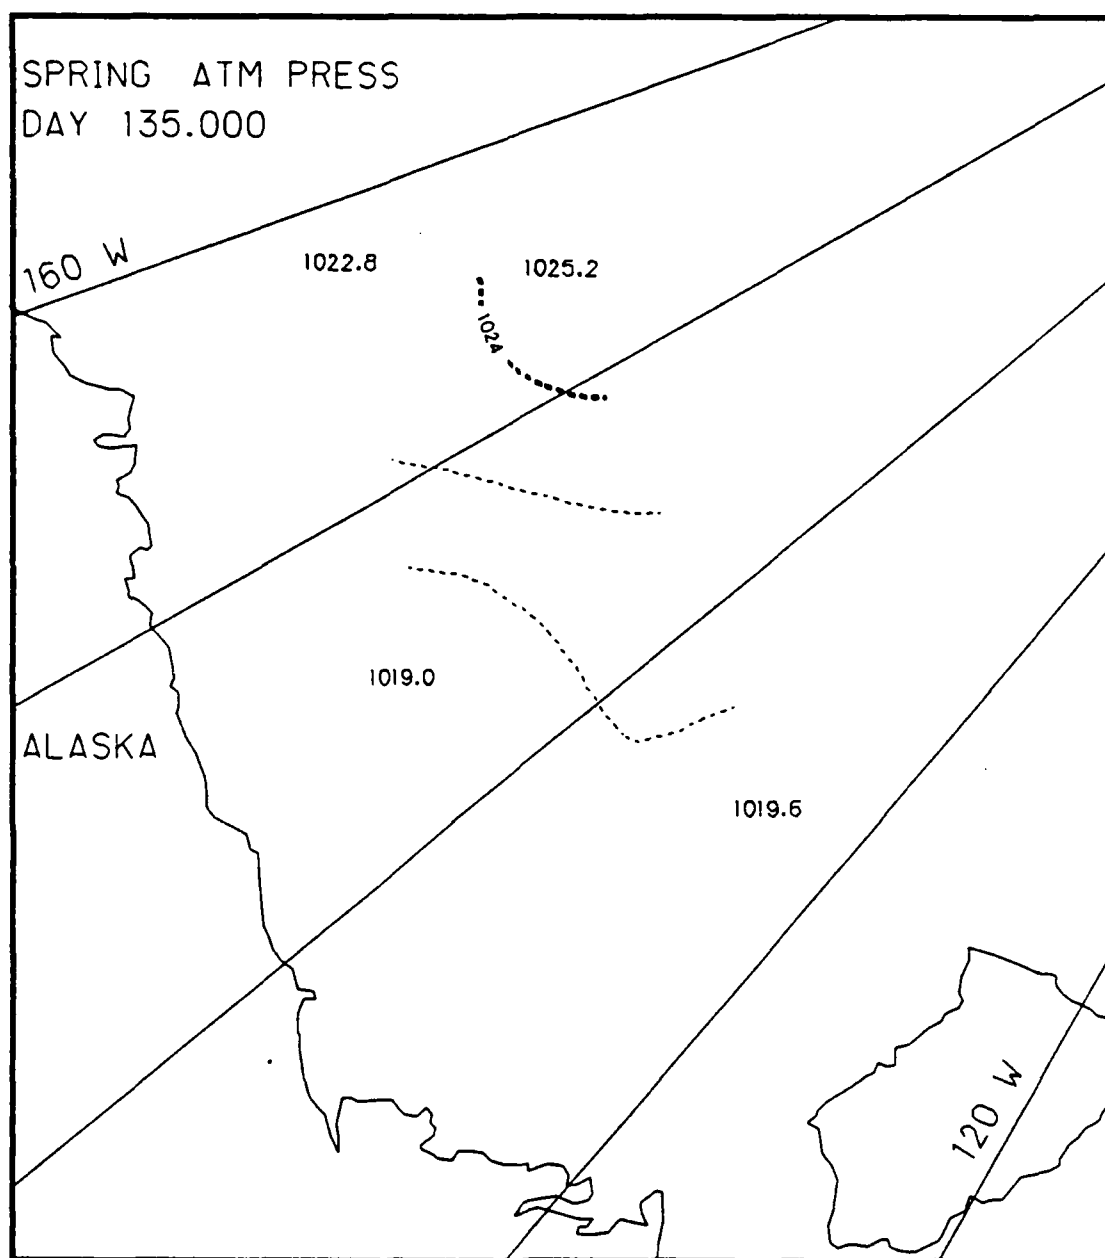 SPRING ATM PRESS
DAY 135.000
160 W
1022.8
1025.2
1024
1019.0
ALASKA
1019.6
120 W